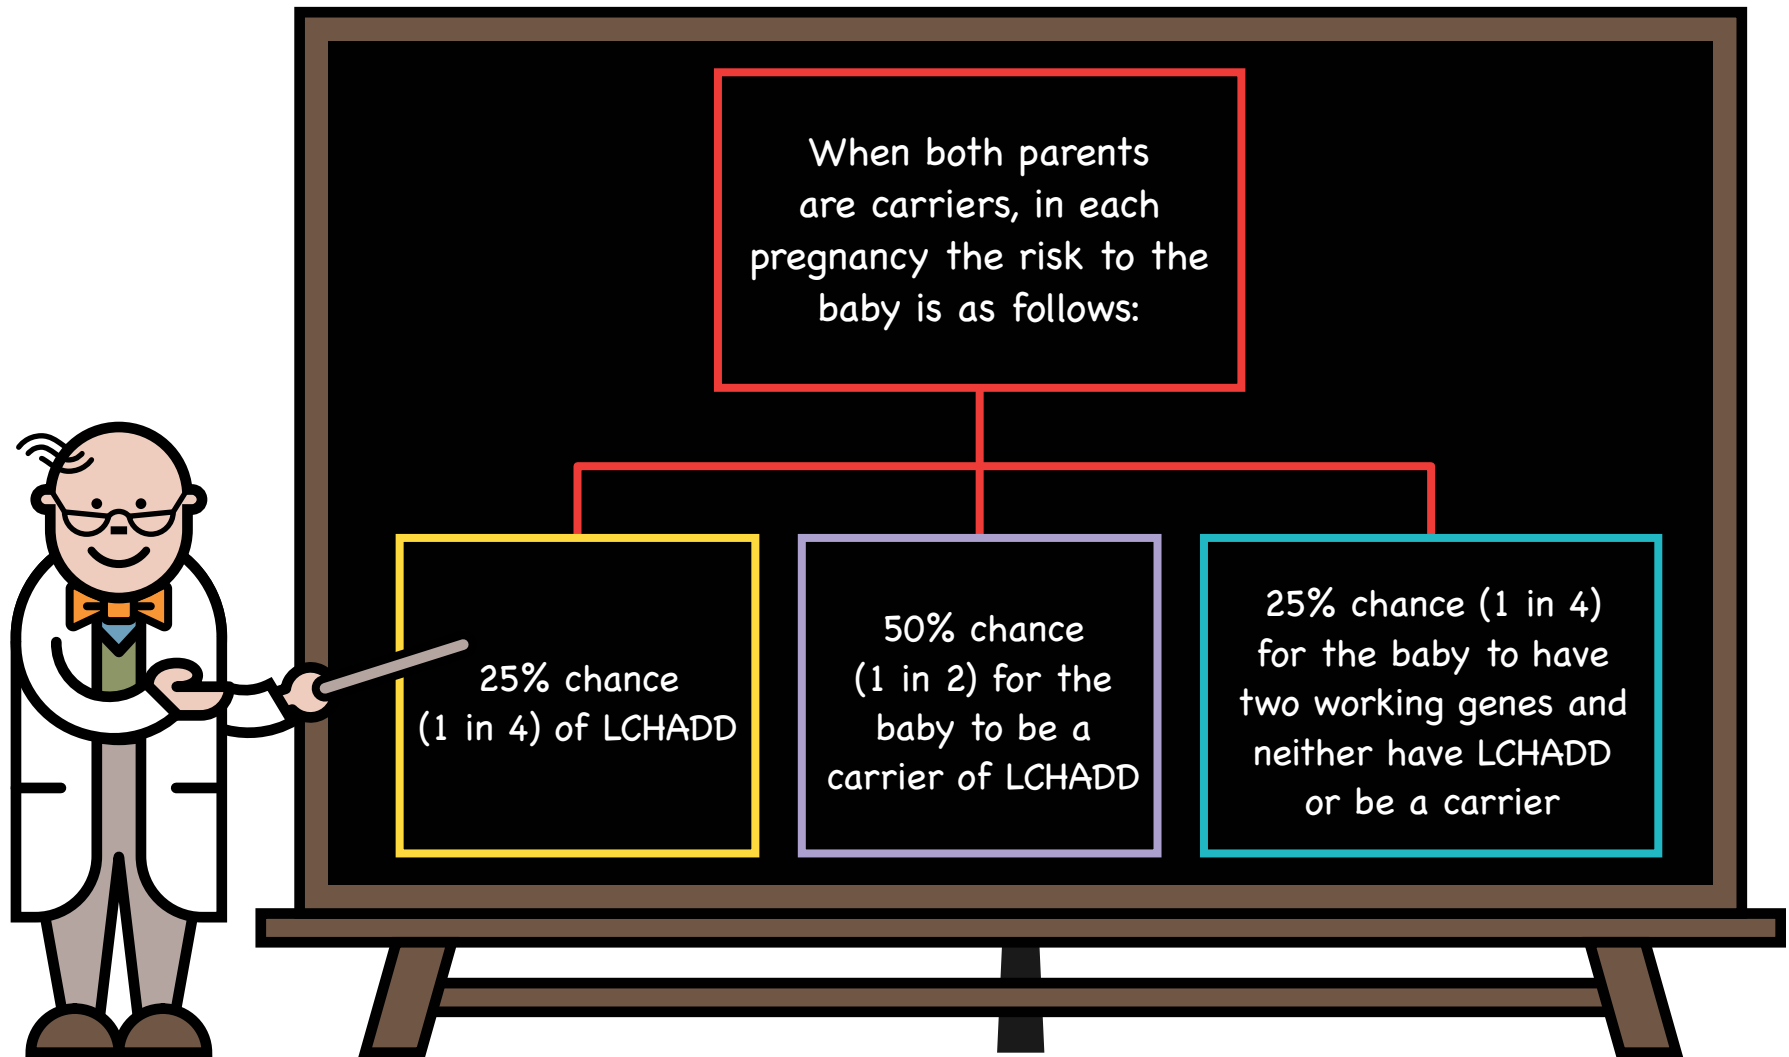 When both parents
are carriers, in each
pregnancy the risk to the
baby is as follows:
25% chance
(1 in 4) of LCHADD
50% chance
(1 in 2) for the
baby to be a
carrier of LCHADD
25% chance (1 in 4)
for the baby to have
two working genes and
neither have LCHADD
or be a carrier